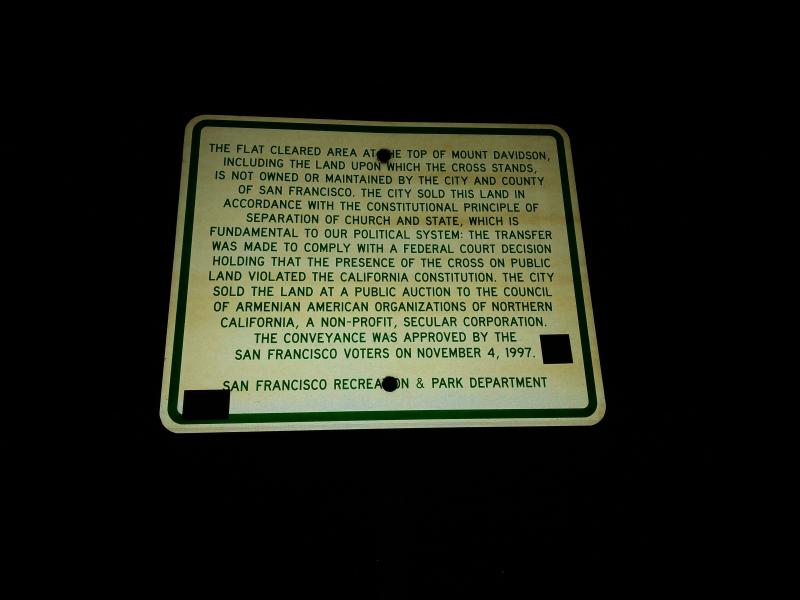 THE FLAT CLEARED AREA AT THE TOP OF MOUNT DAVIDSON,
INCLUDING THE LAND UPON WHICH THE CROSS STANDS,
IS NOT OWNED OR MAINTAINED BY THE CITY AND COUNTY
OF SAN FRANCISCO. THE CITY SOLD THIS LAND IN
ACCORDANCE WITH THE CONSTITUTIONAL PRINCIPLE OF
SEPARATION OF CHURCH AND STATE, WHICH IS
FUNDAMENTAL TO OUR POLITICAL SYSTEM: THE TRANSFER
WAS MADE TO COMPLY WITH A FEDERAL COURT DECISION
HOLDING THAT THE PRESENCE OF THE CROSS ON PUBLIC
LAND VIOLATED THE CALIFORNIA CONSTITUTION. THE CITY
SOLD THE LAND AT A PUBLIC AUCTION TO THE COUNCIL
OF ARMENIAN AMERICAN ORGANIZATIONS OF NORTHERN
CALIFORNIA, A NON-PROFIT, SECULAR CORPORATION.
THE CONVEYANCE WAS APPROVED BY THE
SAN FRANCISCO VOTERS ON NOVEMBER 4, 1997.
SAN FRANCISCO RECREATION & PARK DEPARTMENT